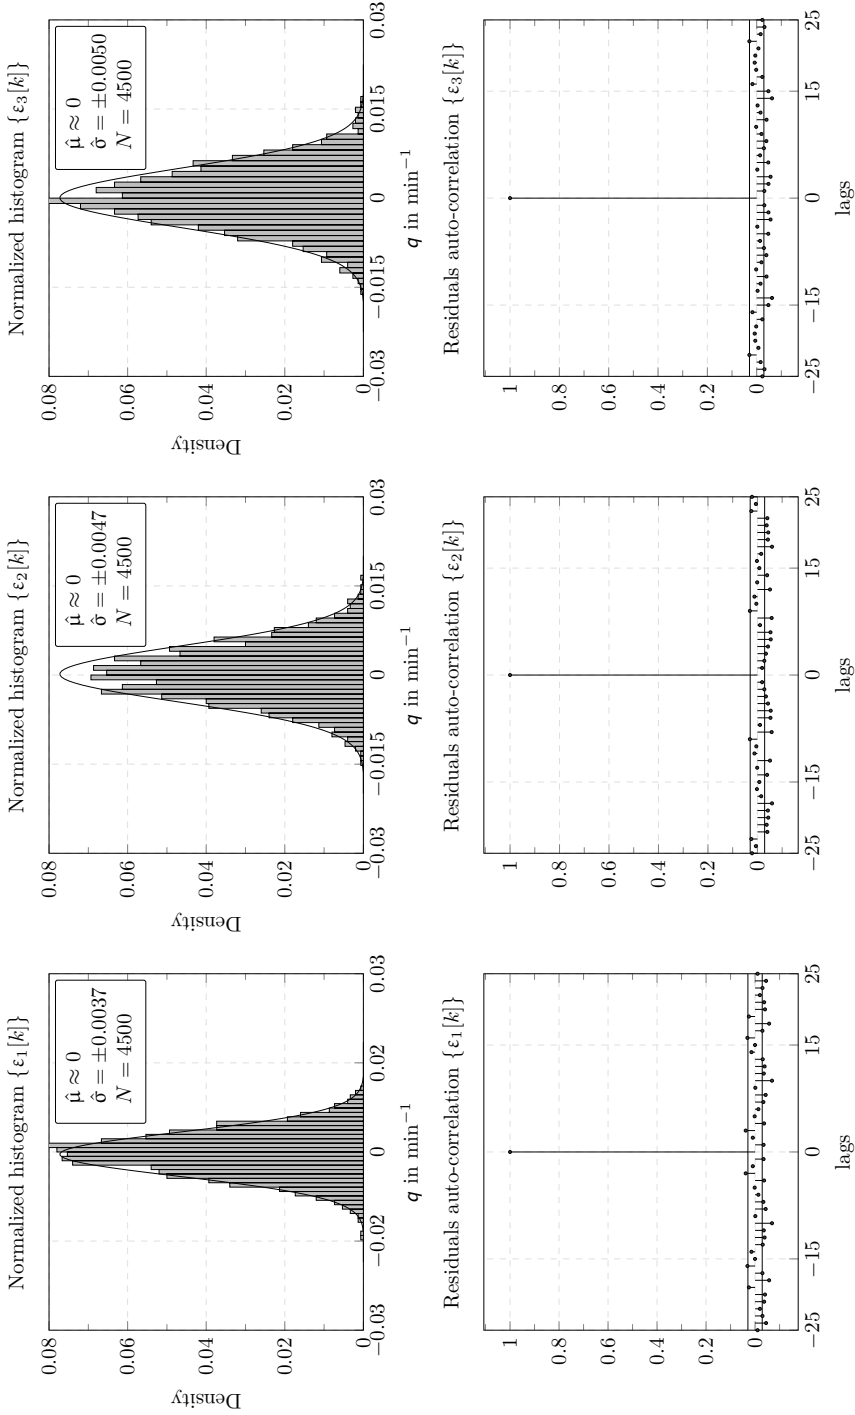 Normalized histogram {ε₁[k]}
Density
0.08
0.06
0.04
0.02
0
μ̂ ≈ 0
σ̂ = ±0.0037
N = 4500
−0.03 −0.02 0 0.02 0.03
q in min⁻¹
Normalized histogram {ε₂[k]}
Density
0.08
0.06
0.04
0.02
0
μ̂ ≈ 0
σ̂ = ±0.0047
N = 4500
−0.03 −0.015 0 0.015 0.03
q in min⁻¹
Normalized histogram {ε₃[k]}
Density
0.08
0.06
0.04
0.02
0
μ̂ ≈ 0
σ̂ = ±0.0050
N = 4500
−0.03 −0.015 0 0.015 0.03
q in min⁻¹
Residuals auto-correlation {ε₁[k]}
1
0.8
0.6
0.4
0.2
0
−25 −15 0 15 25
lags
Residuals auto-correlation {ε₂[k]}
1
0.8
0.6
0.4
0.2
0
−25 −15 0 15 25
lags
Residuals auto-correlation {ε₃[k]}
1
0.8
0.6
0.4
0.2
0
−25 −15 0 15 25
lags